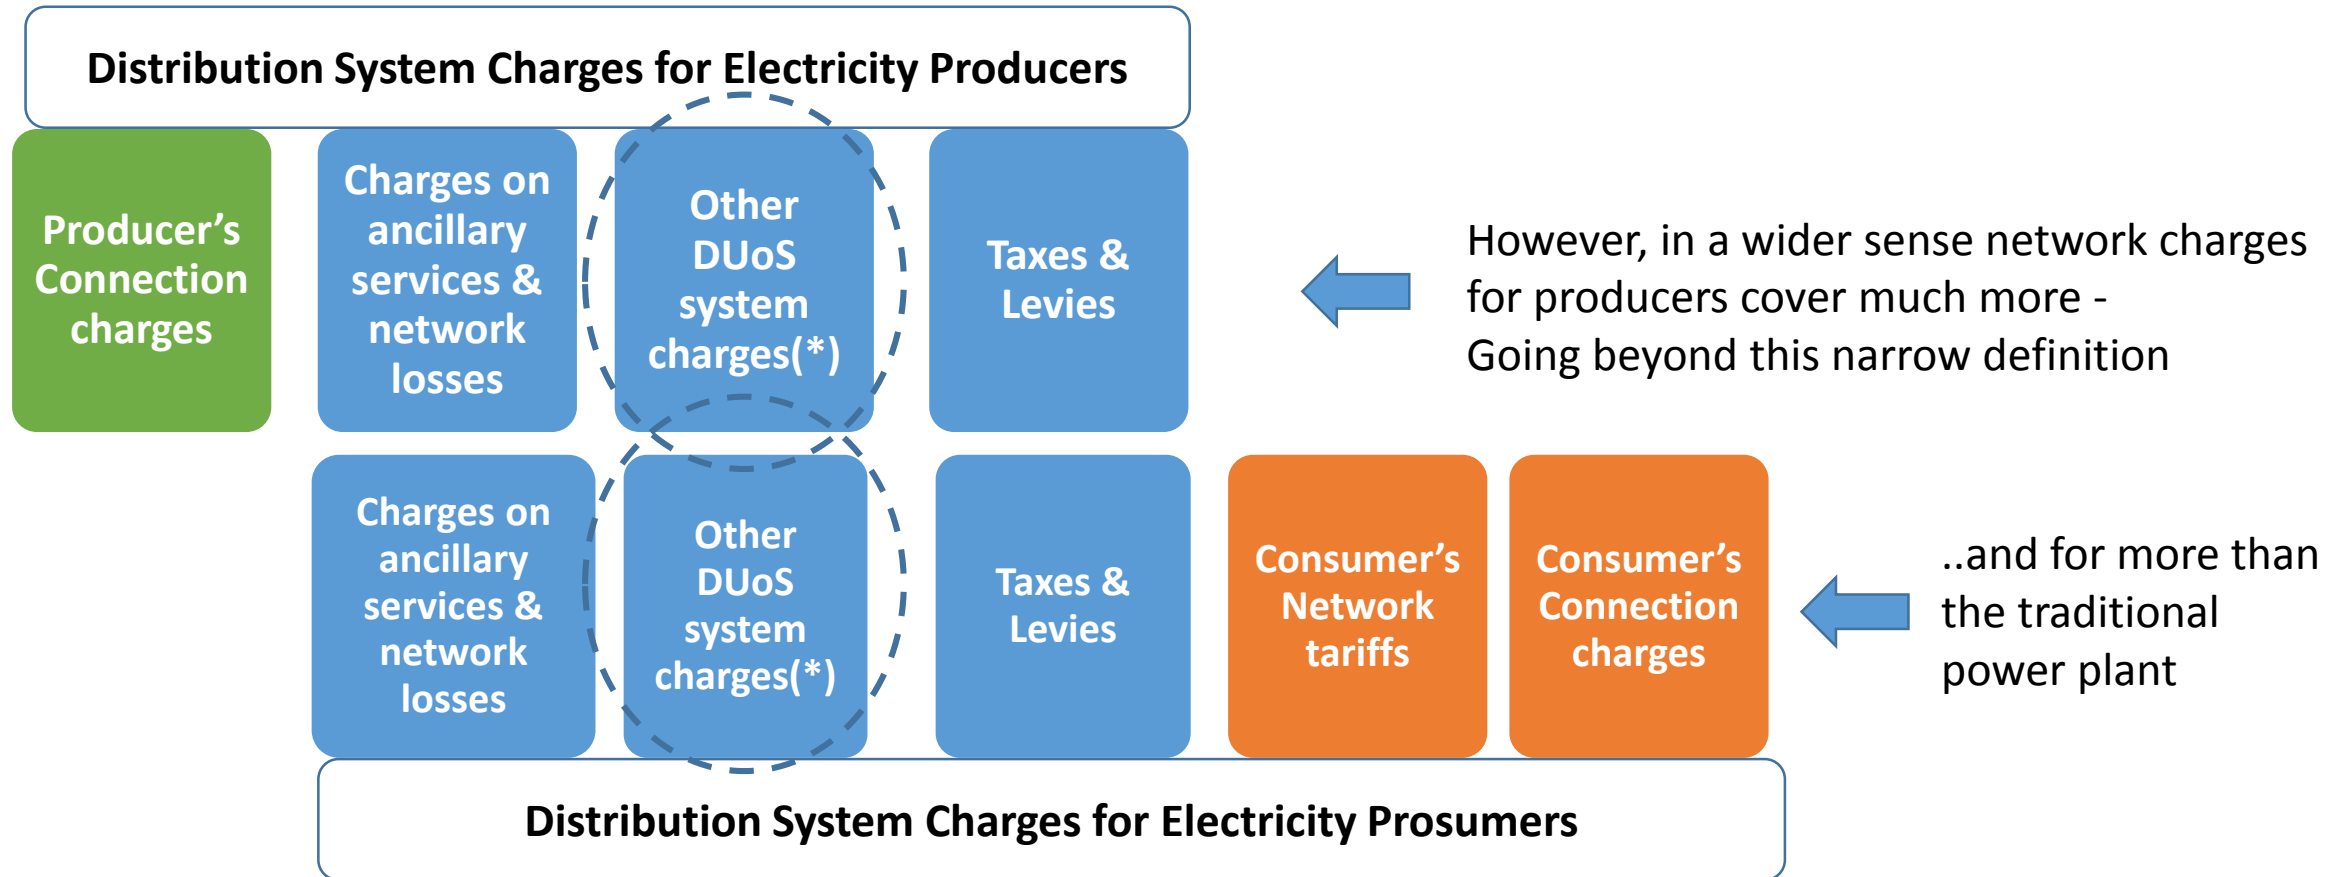 Distribution System Charges for Electricity Producers
Producer’s
Connection
charges
Charges on
ancillary
services &
network
losses
Other
DUoS
system
charges(*)
Taxes &
Levies
However, in a wider sense network charges
for producers cover much more -
Going beyond this narrow definition
Charges on
ancillary
services &
network
losses
Other
DUoS
system
charges(*)
Taxes &
Levies
Consumer’s
Network
tariffs
Consumer’s
Connection
charges
..and for more than
the traditional
power plant
Distribution System Charges for Electricity Prosumers